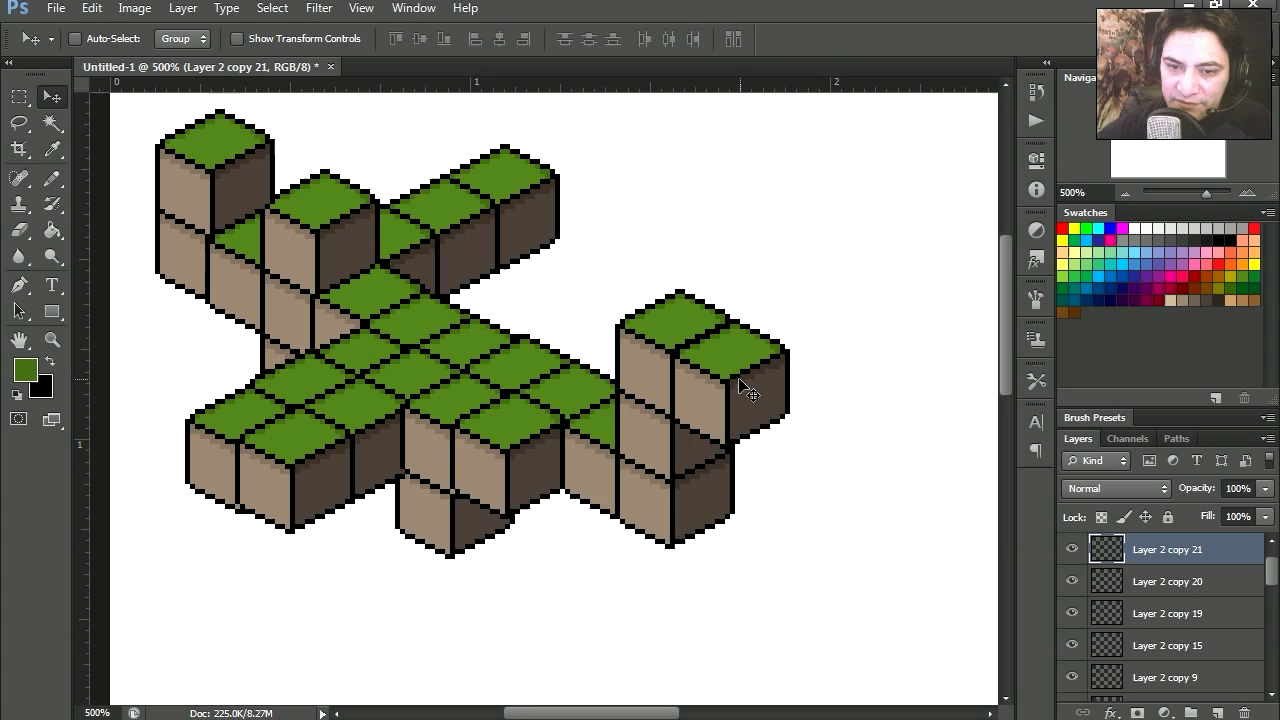 Ps File Edit Image Layer Type Select Filter View Window Help
Auto-Select: Group Show Transform Controls
Untitled-1 @ 500% (Layer 2 copy 21, RGB/8) * ×
0 1 2
1
Naviga
500%
Swatches
Brush Presets
Layers Channels Paths
Kind
Normal Opacity: 100%
Lock: Fill: 100%
Layer 2 copy 21
Layer 2 copy 20
Layer 2 copy 19
Layer 2 copy 15
Layer 2 copy 9
500% Doc: 225.0K/8.27M